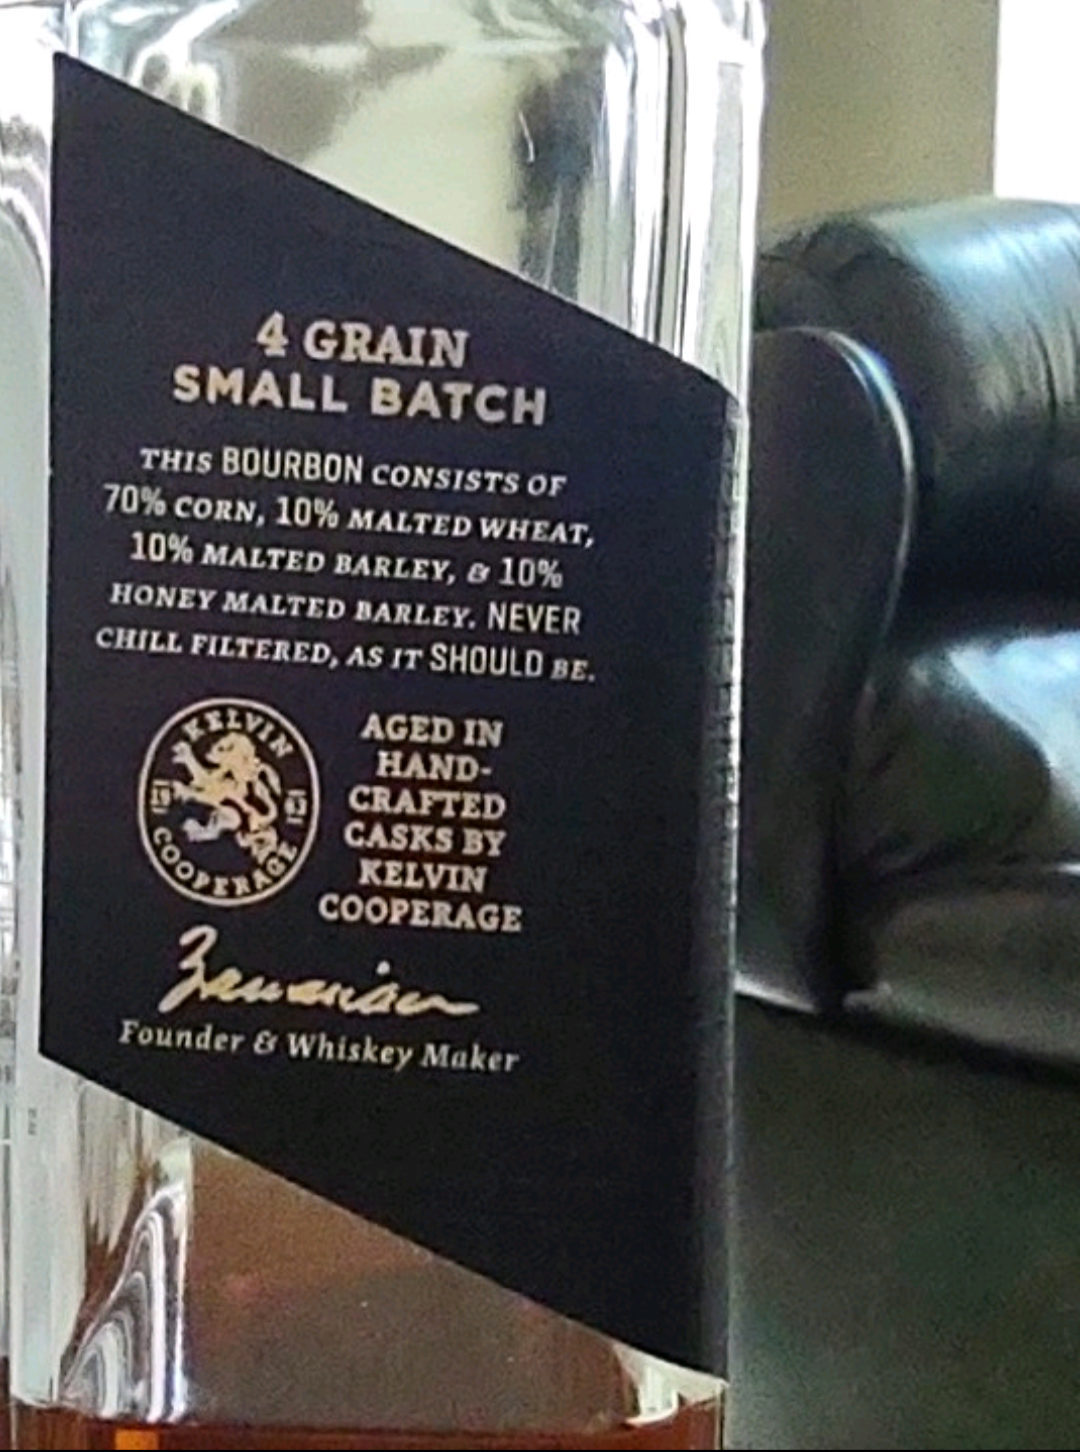 4 GRAIN
SMALL BATCH
THIS BOURBON CONSISTS OF
70% CORN, 10% MALTED WHEAT,
10% MALTED BARLEY, & 10%
HONEY MALTED BARLEY. NEVER
CHILL FILTERED, AS IT SHOULD BE.
KELVIN
19 63
COOPERAGE
AGED IN
HAND-
CRAFTED
CASKS BY
KELVIN
COOPERAGE
Founder & Whiskey Maker